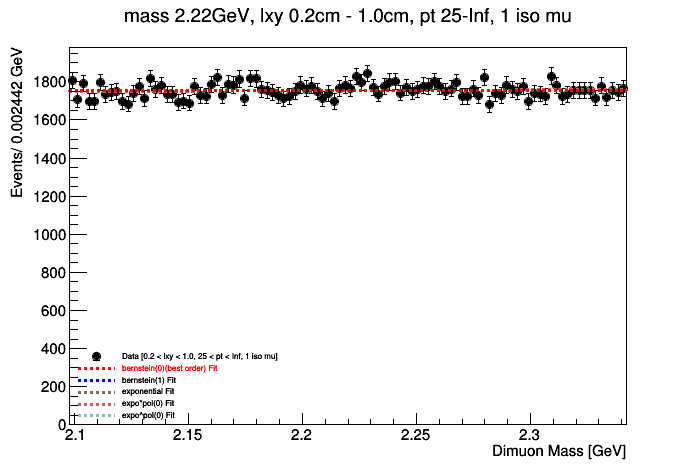 mass 2.22GeV, lxy 0.2cm - 1.0cm, pt 25-Inf, 1 iso mu
Events/ 0.002442 GeV
1800
1600
1400
1200
1000
800
600
400
200
0
Data [0.2 < lxy < 1.0, 25 < pt < Inf, 1 iso mu]
bernstein(0)(best order) Fit
bernstein(1) Fit
exponential Fit
expo*pol(0) Fit
expo^pol(0) Fit
2.1 2.15 2.2 2.25 2.3
Dimuon Mass [GeV]